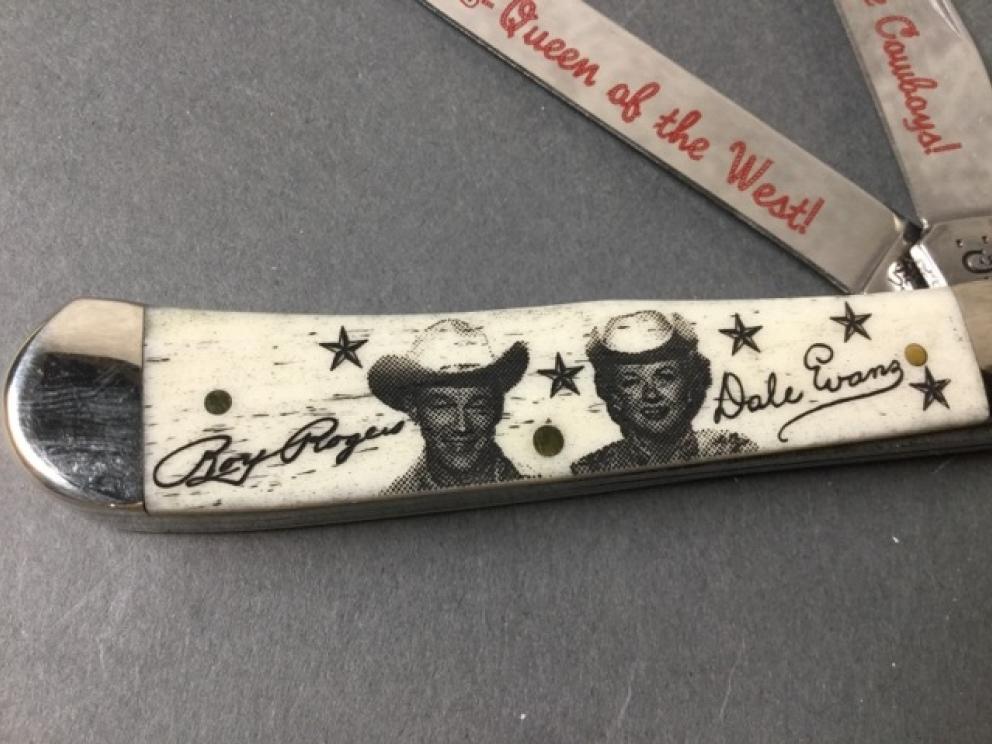 Queen of the West!
Cowboys!
Roy Rogers
Dale Evans